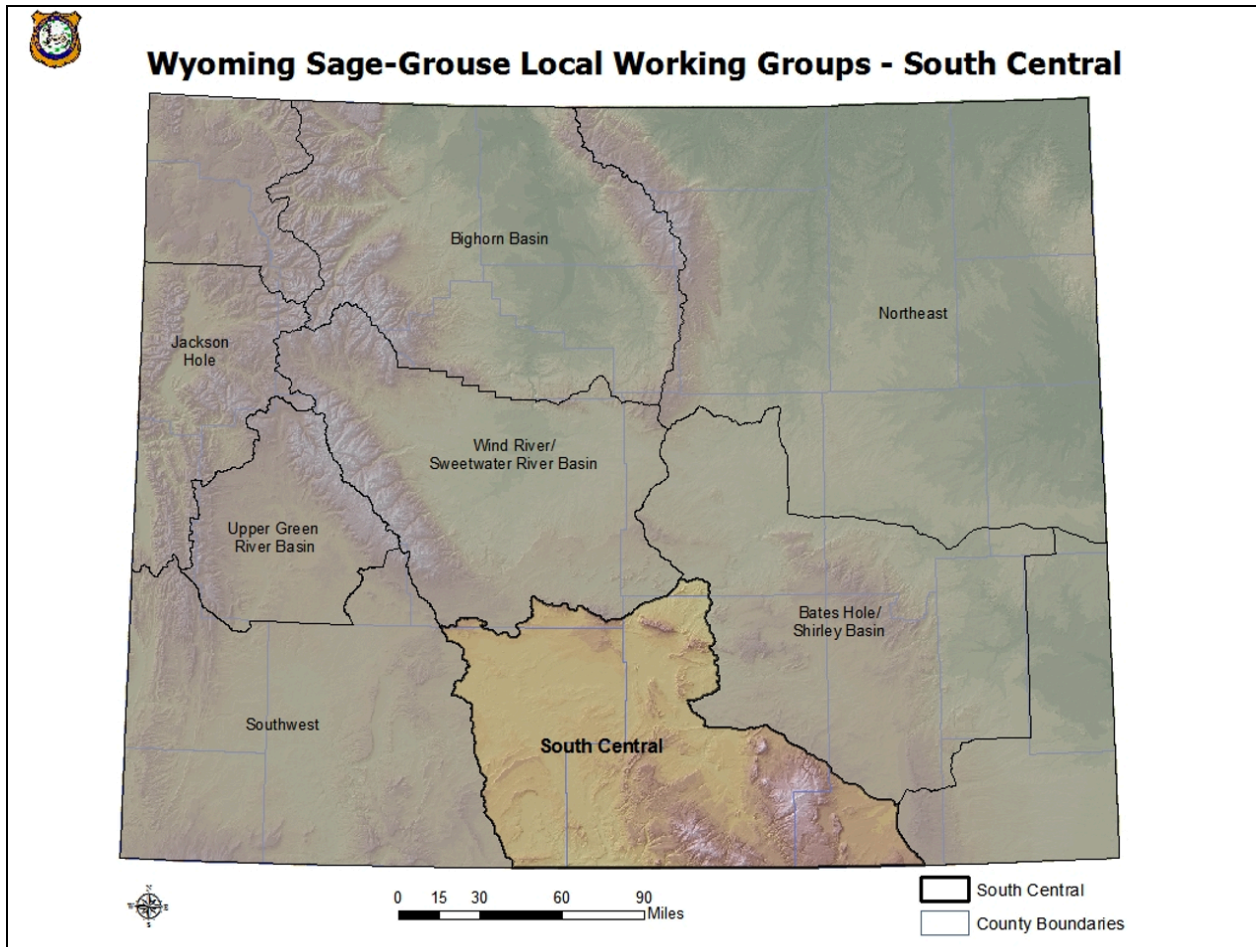 Wyoming Sage-Grouse Local Working Groups - South Central
Bighorn Basin
Northeast
Jackson
Hole
Wind River/
Sweetwater River Basin
Upper Green
River Basin
Bates Hole/
Shirley Basin
Southwest
South Central
N
W
E
S
0 15 30 60 90
Miles
South Central
County Boundaries